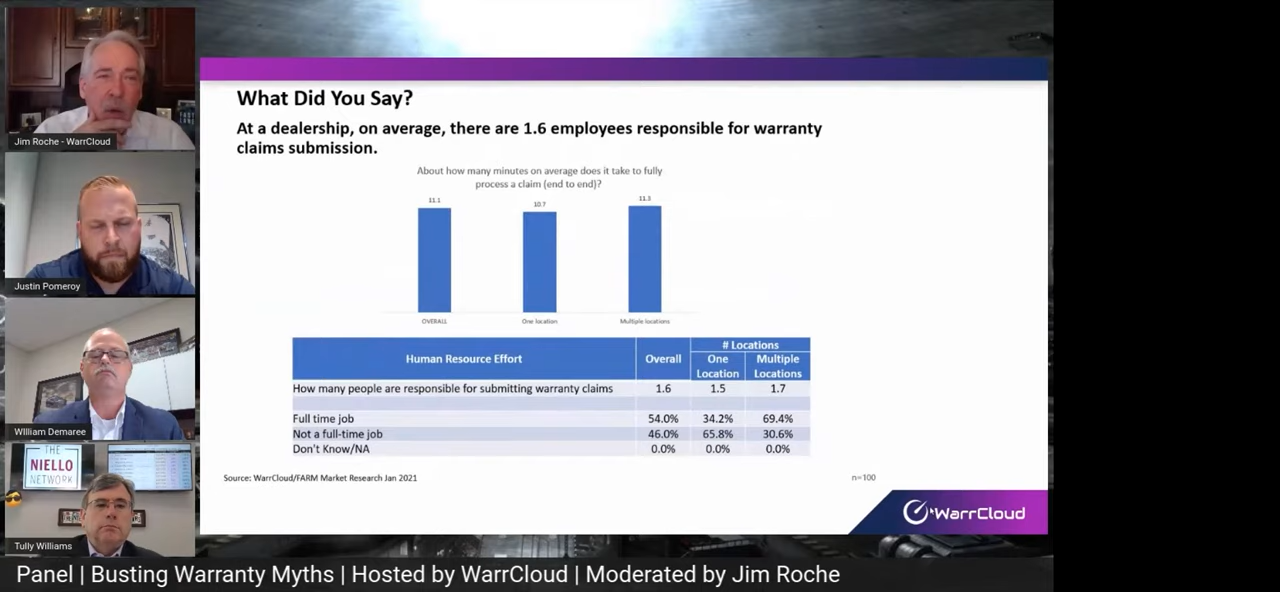 Jim Roche - WarrCloud
Justin Pomeroy
WIlliam Demaree
THE
NIELLO
NETWORK
Tully Williams
What Did You Say?
At a dealership, on average, there are 1.6 employees responsible for warranty
claims submission.
About how many minutes on average does it take to fully
process a claim (end to end)?
11.1 10.7 11.3
OVERALL One location Multiple locations
# Locations
Human Resource Effort Overall One Multiple
Location Locations
How many people are responsible for submitting warranty claims 1.6 1.5 1.7
Full time job 54.0% 34.2% 69.4%
Not a full-time job 46.0% 65.8% 30.6%
Don't Know/NA 0.0% 0.0% 0.0%
Source: WarrCloud/FARM Market Research Jan 2021 n=100
WarrCloud
Panel | Busting Warranty Myths | Hosted by WarrCloud | Moderated by Jim Roche